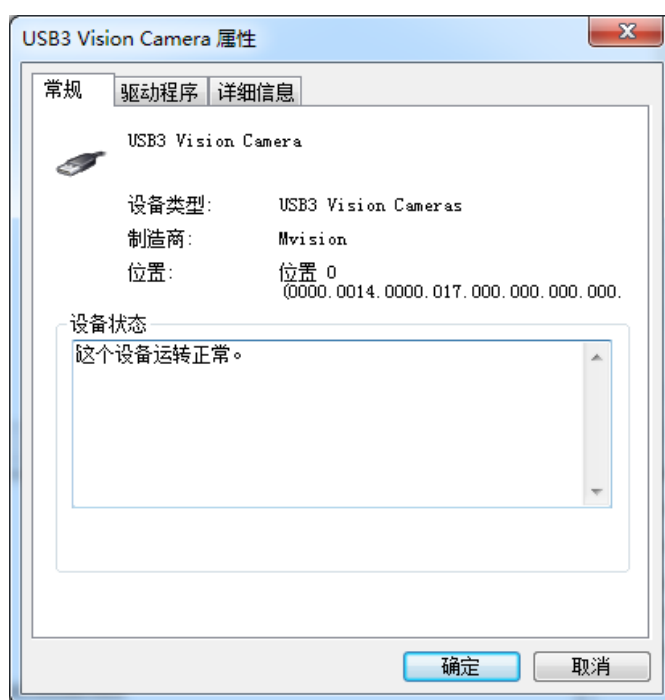 USB3 Vision Camera 属性
常规 驱动程序 详细信息
USB3 Vision Camera
设备类型: USB3 Vision Cameras
制造商: Mvision
位置: 位置 0
(0000.0014.0000.017.000.000.000.000.
设备状态
这个设备运转正常。
确定 取消